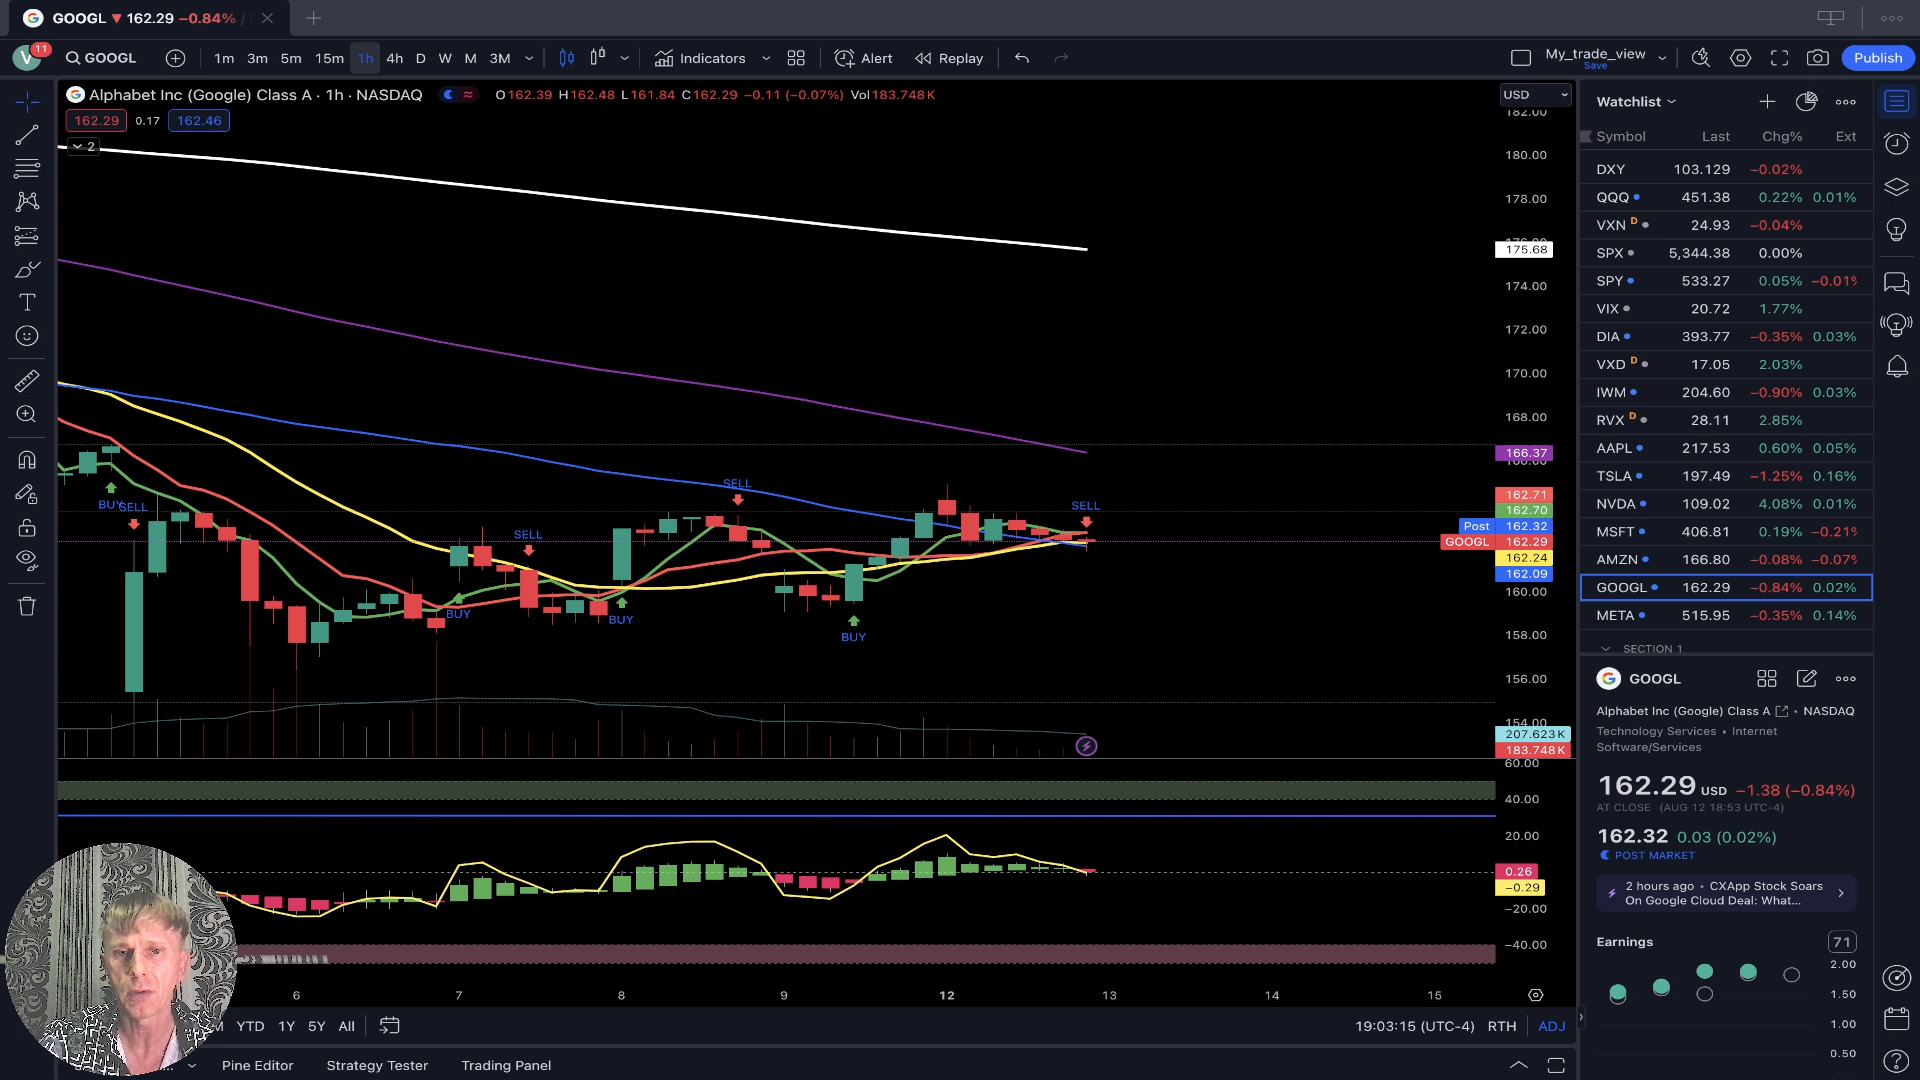 GOOGL ▼ 162.29 −0.84% /
V 11 GOOGL 1m 3m 5m 15m 1h 4h D W M 3M Indicators Alert Replay My_trade_view Save Publish
Alphabet Inc (Google) Class A · 1h · NASDAQ O162.39 H162.48 L161.84 C162.29 −0.11 (−0.07%) Vol183.748K
162.29 0.17 162.46
2
USD
182.00
180.00
178.00
175.68
174.00
172.00
170.00
168.00
166.37
162.71
162.70
Post 162.32
GOOGL 162.29
162.24
162.09
160.00
158.00
156.00
154.00
207.623K
183.748K
60.00
40.00
20.00
0.26
−0.29
−20.00
−40.00
BUY
SELL
BUY
SELL
BUY
SELL
BUY
SELL
6 7 8 9 12 13 14 15
YTD 1Y 5Y All
19:03:15 (UTC-4) RTH ADJ
Pine Editor Strategy Tester Trading Panel
Watchlist
Symbol Last Chg% Ext
DXY 103.129 −0.02%
QQQ 451.38 0.22% 0.01%
VXN D 24.93 −0.04%
SPX 5,344.38 0.00%
SPY 533.27 0.05% −0.01%
VIX 20.72 1.77%
DIA 393.77 −0.35% 0.03%
VXD D 17.05 2.03%
IWM 204.60 −0.90% 0.03%
RVX D 28.11 2.85%
AAPL 217.53 0.60% 0.05%
TSLA 197.49 −1.25% 0.16%
NVDA 109.02 4.08% 0.01%
MSFT 406.81 0.19% −0.21%
AMZN 166.80 −0.08% −0.07%
GOOGL 162.29 −0.84% 0.02%
META 515.95 −0.35% 0.14%
SECTION 1
GOOGL
Alphabet Inc (Google) Class A • NASDAQ
Technology Services • Internet
Software/Services
162.29 USD −1.38 (−0.84%)
AT CLOSE (AUG 12 18:53 UTC-4)
162.32 0.03 (0.02%)
POST MARKET
2 hours ago • CXApp Stock Soars
On Google Cloud Deal: What...
Earnings 71
2.00
1.50
1.00
0.50